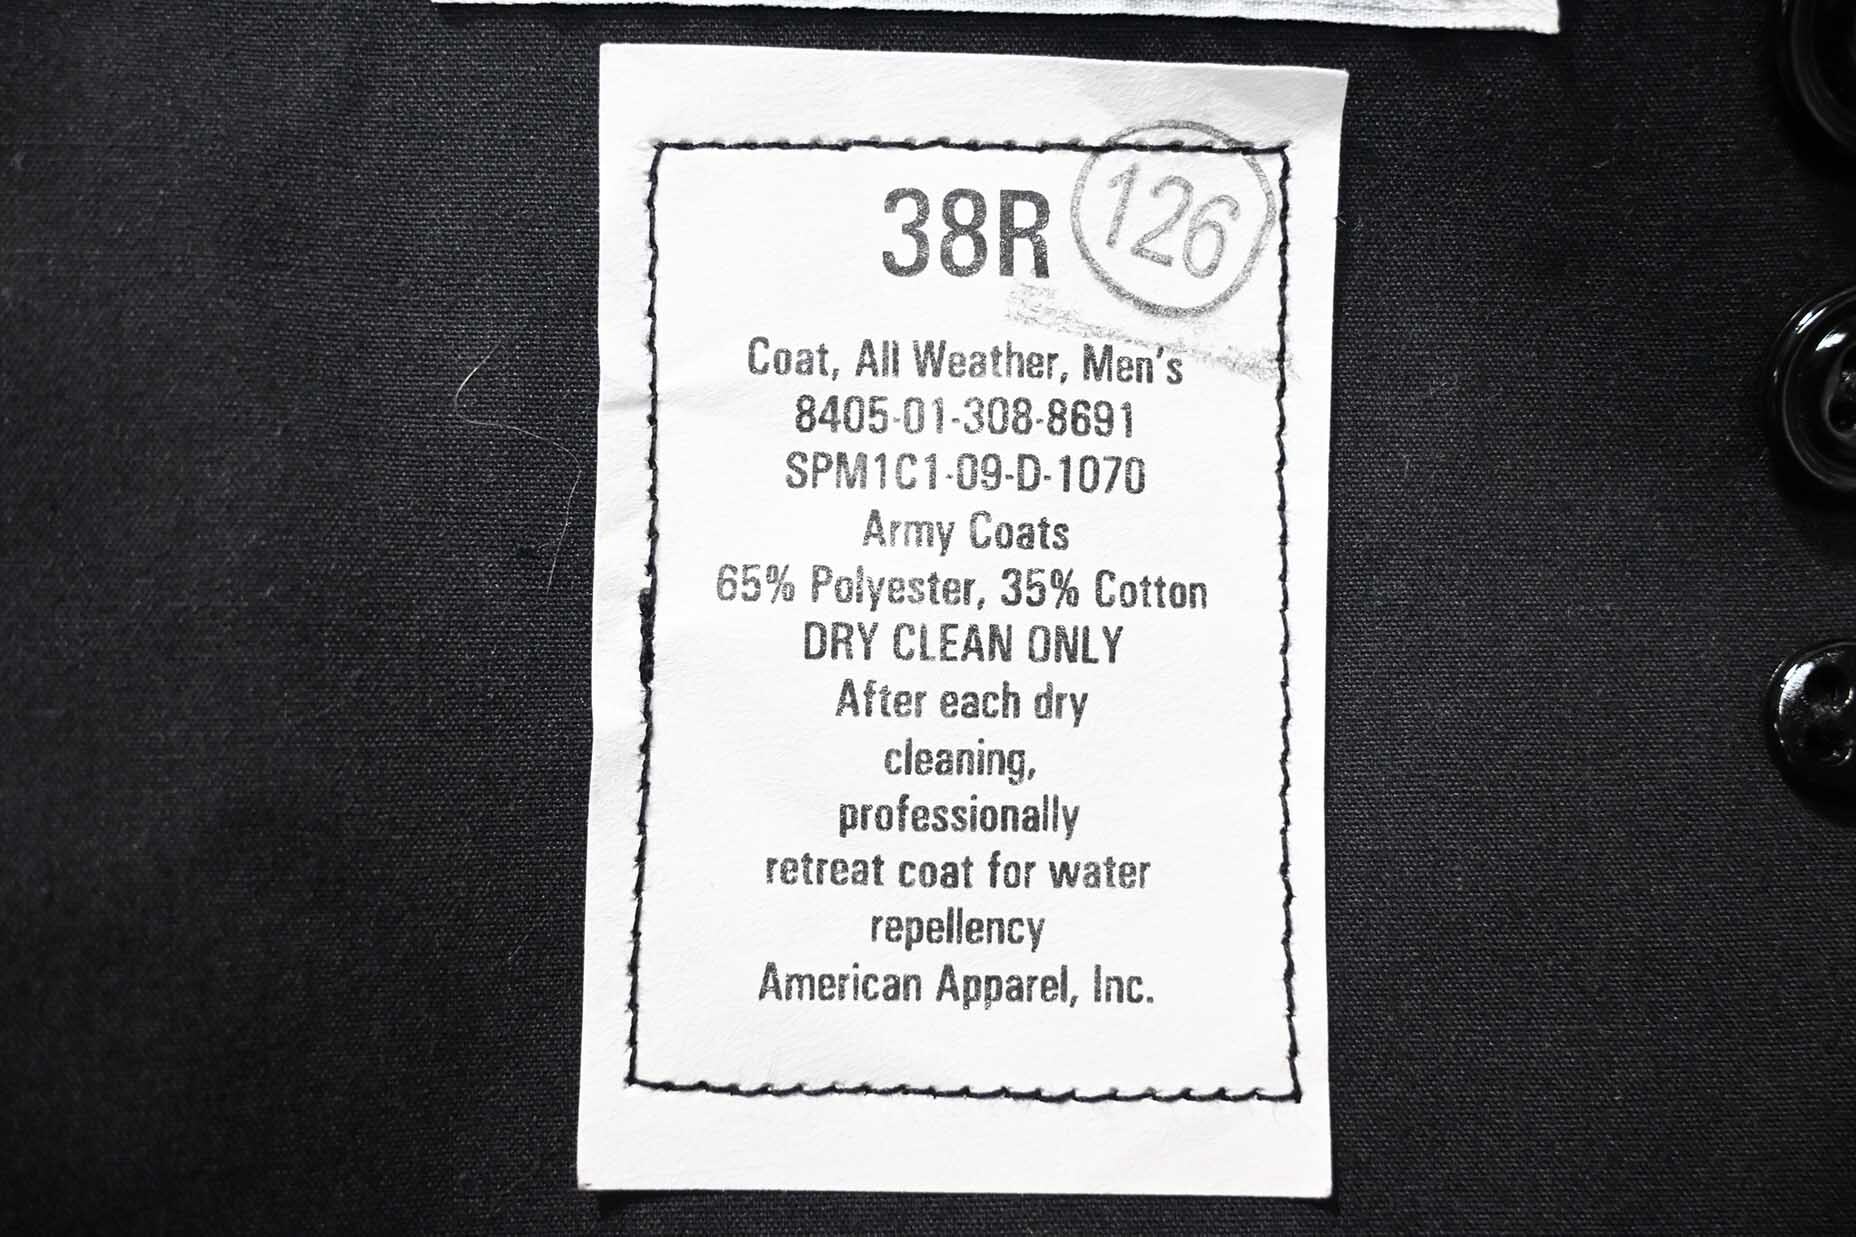 38R
126
Coat, All Weather, Men's
8405-01-308-8691
SPM1C1-09-D-1070
Army Coats
65% Polyester, 35% Cotton
DRY CLEAN ONLY
After each dry
cleaning,
professionally
retreat coat for water
repellency
American Apparel, Inc.